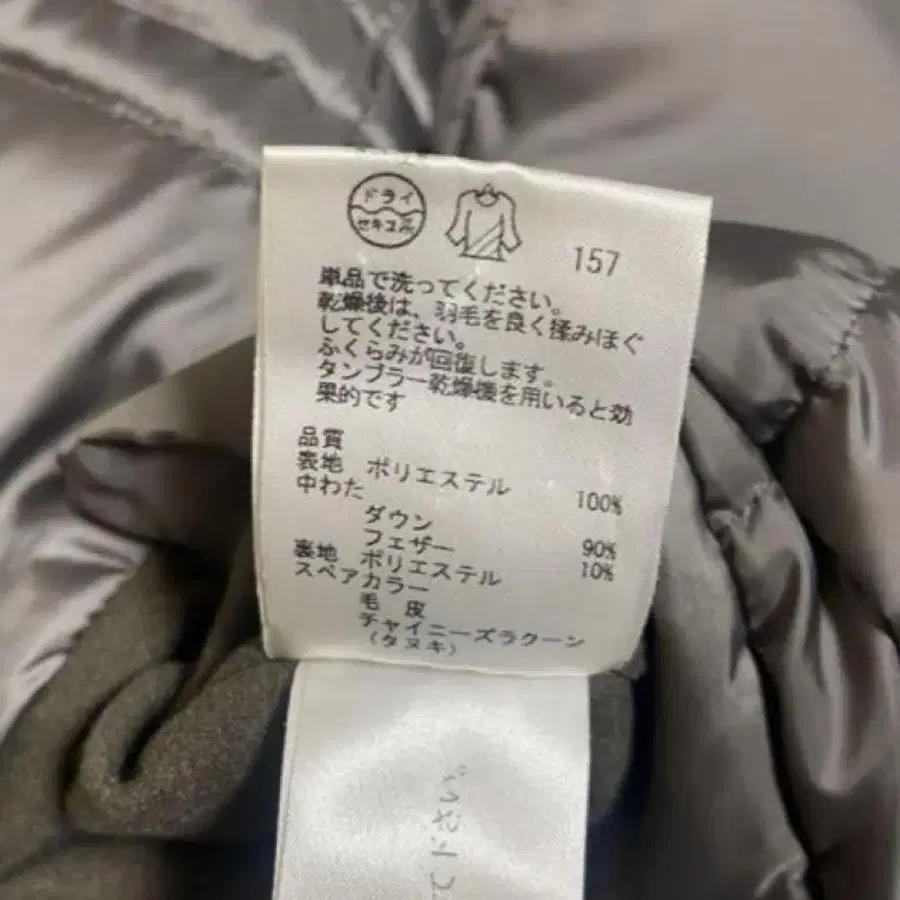 ドライ
セキユ系
157
単品で洗ってください。
乾燥後は、羽毛を良く揉みほぐ
してください。
ふくらみが回復します。
タンブラー乾燥機を用いると効
果的です
品質
表地 ポリエステル 100%
中わた
ダウン 90%
フェザー 10%
裏地 ポリエステル
スペアカラー
毛 皮
チャイニーズラクーン
(タヌキ)